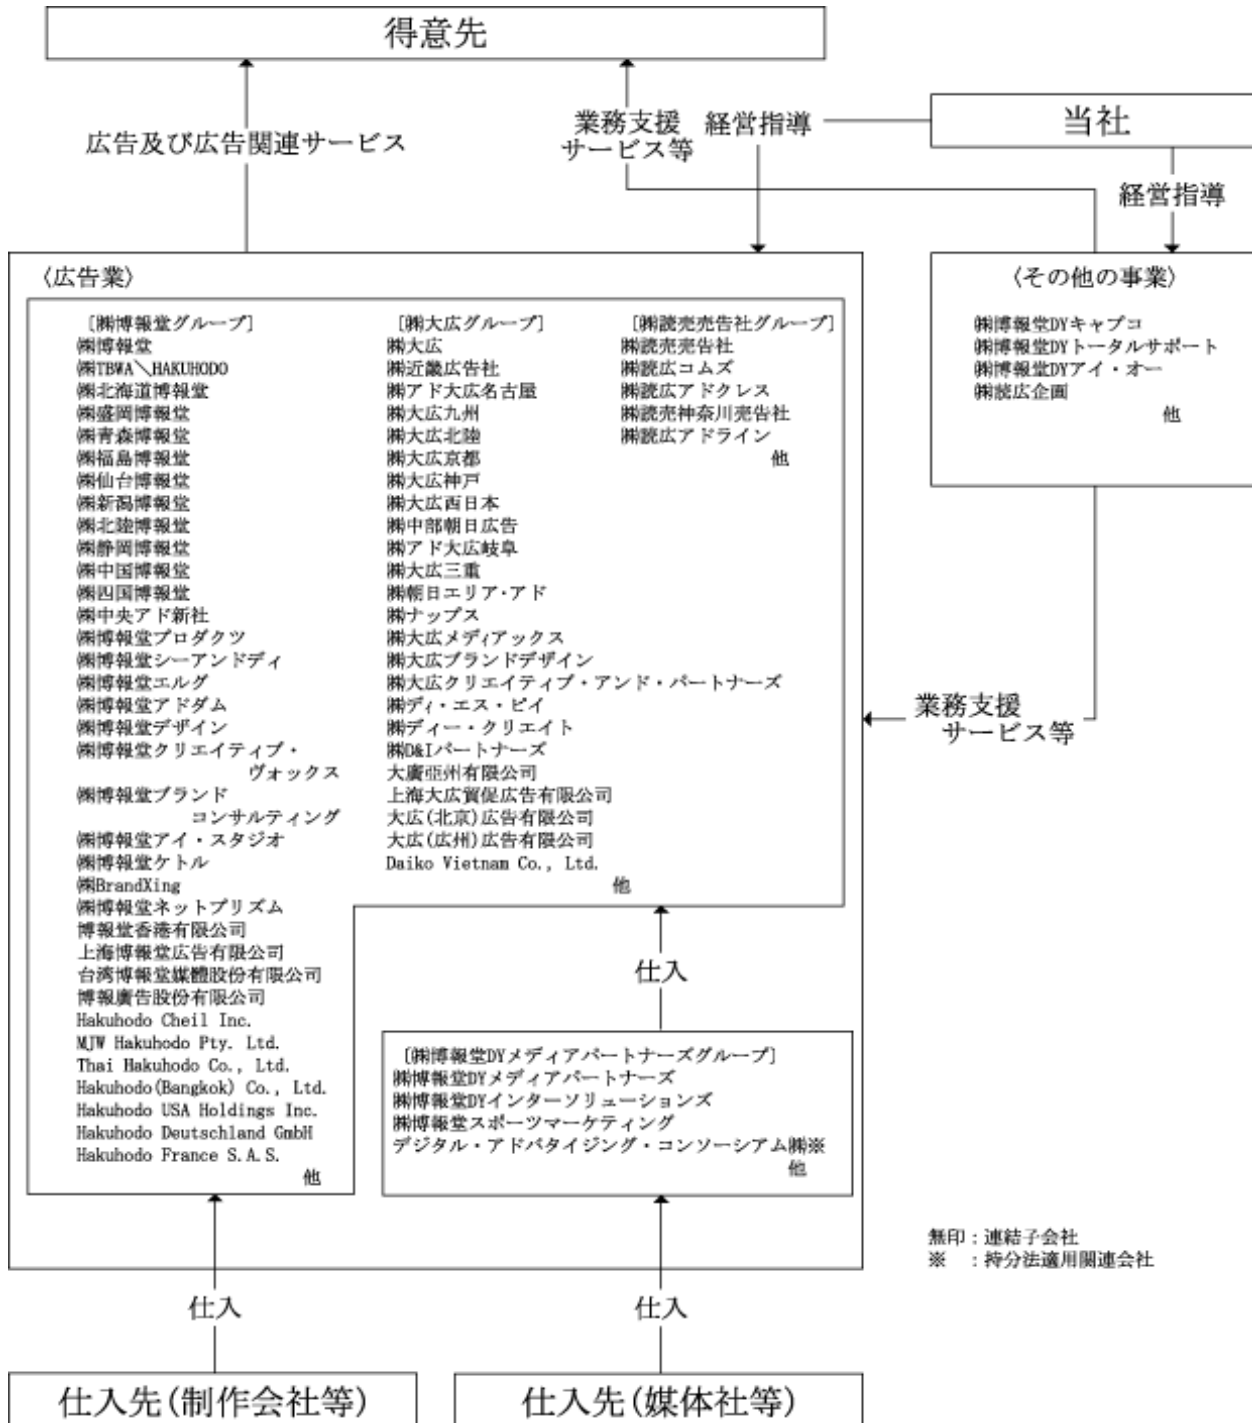 得意先
広告及び広告関連サービス
業務支援
サービス等
経営指導
当社
経営指導
〈広告業〉
[㈱博報堂グループ]
㈱博報堂
㈱TBWA＼HAKUHODO
㈱北海道博報堂
㈱盛岡博報堂
㈱青森博報堂
㈱福島博報堂
㈱仙台博報堂
㈱新潟博報堂
㈱北陸博報堂
㈱静岡博報堂
㈱中国博報堂
㈱四国博報堂
㈱中央アド新社
㈱博報堂プロダクツ
㈱博報堂シーアンドディ
㈱博報堂エルグ
㈱博報堂アドダム
㈱博報堂デザイン
㈱博報堂クリエイティブ・
ヴォックス
㈱博報堂ブランド
コンサルティング
㈱博報堂アイ・スタジオ
㈱博報堂ケトル
㈱BrandXing
㈱博報堂ネットプリズム
博報堂香港有限公司
上海博報堂広告有限公司
台湾博報堂媒體股份有限公司
博報廣告股份有限公司
Hakuhodo Cheil Inc.
MJW Hakuhodo Pty. Ltd.
Thai Hakuhodo Co., Ltd.
Hakuhodo(Bangkok) Co., Ltd.
Hakuhodo USA Holdings Inc.
Hakuhodo Deutschland GmbH
Hakuhodo France S.A.S.
他
[㈱大広グループ]
㈱大広
㈱近畿広告社
㈱アド大広名古屋
㈱大広九州
㈱大広北陸
㈱大広京都
㈱大広神戸
㈱大広西日本
㈱中部朝日広告
㈱アド大広岐阜
㈱大広三重
㈱朝日エリア・アド
㈱ナップス
㈱大広メディアックス
㈱大広ブランドデザイン
㈱大広クリエイティブ・アンド・パートナーズ
㈱ディ・エス・ピイ
㈱ディー・クリエイト
㈱D&Iパートナーズ
大廣亞州有限公司
上海大広貿促広告有限公司
大広(北京)広告有限公司
大広(広州)広告有限公司
Daiko Vietnam Co., Ltd.
他
[㈱読売売告社グループ]
㈱読売売告社
㈱読広コムズ
㈱読広アドクレス
㈱読売神奈川売告社
㈱読広アドライン
他
〈その他の事業〉
㈱博報堂DYキャプコ
㈱博報堂DYトータルサポート
㈱博報堂DYアイ・オー
㈱読広企画
他
業務支援
サービス等
仕入
[㈱博報堂DYメディアパートナーズグループ]
㈱博報堂DYメディアパートナーズ
㈱博報堂DYインターソリューションズ
㈱博報堂スポーツマーケティング
デジタル・アドバタイジング・コンソーシアム㈱※
他
無印：連結子会社
※　：持分法適用関連会社
仕入
仕入
仕入先(制作会社等)
仕入先(媒体社等)